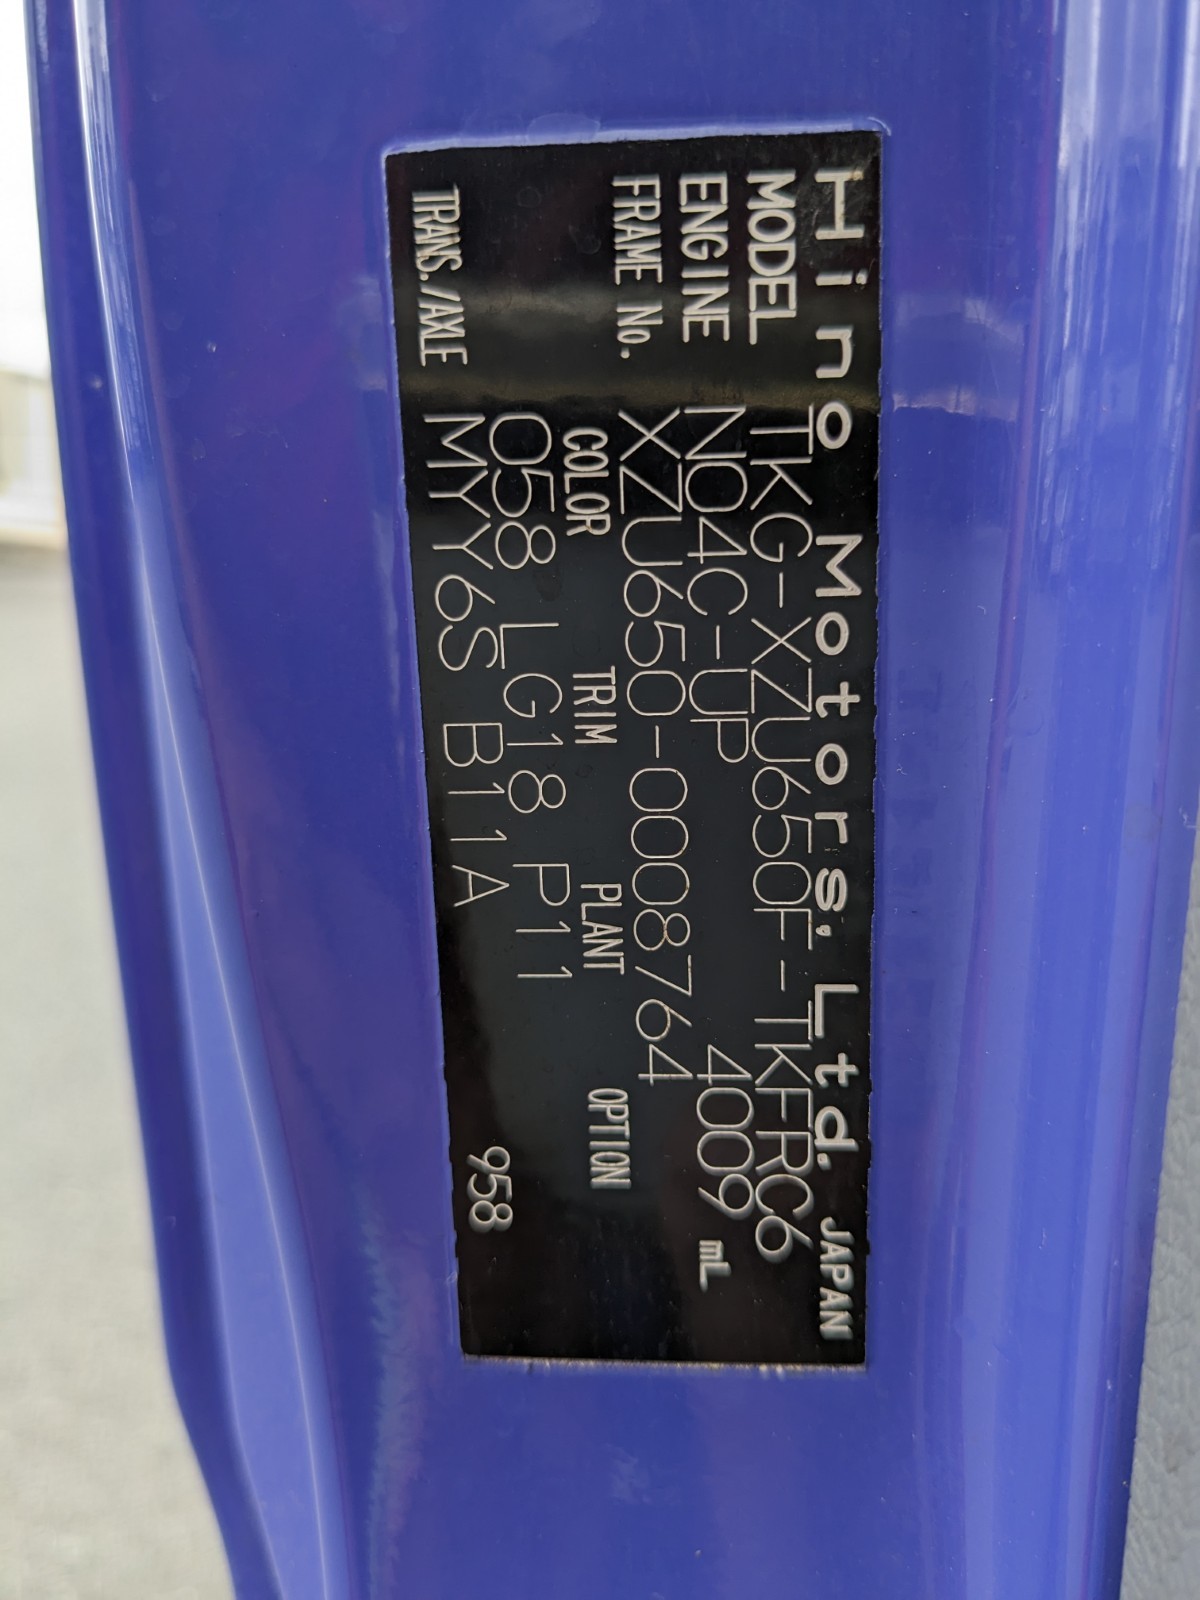 Hino Motors, Ltd. JAPAN
MODEL TKG-XZU650F-TKFRC6
ENGINE N04C-UP 4009 mL
FRAME No. XZU650-0008764
COLOR TRIM PLANT OPTION
058 LG18 P11
TRANS./AXLE MYY6S B11A 958